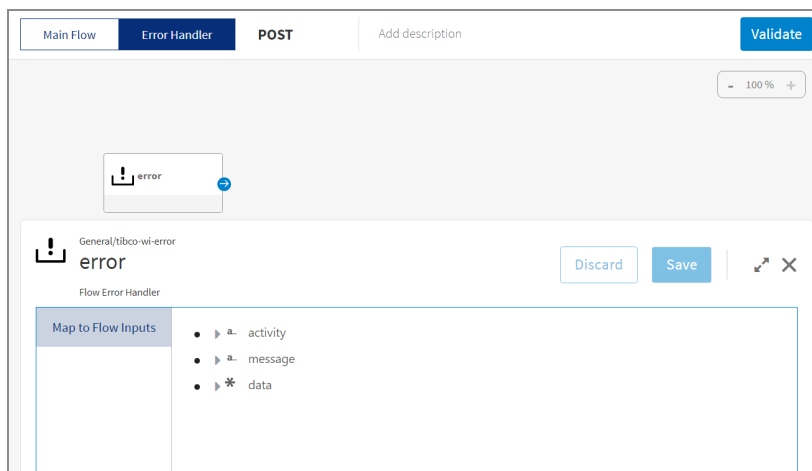 Main Flow Error Handler POST Add description Validate
- 100 % +
error
General/tibco-wi-error
error
Discard Save
Flow Error Handler
Map to Flow Inputs
a.. activity
a.. message
* data